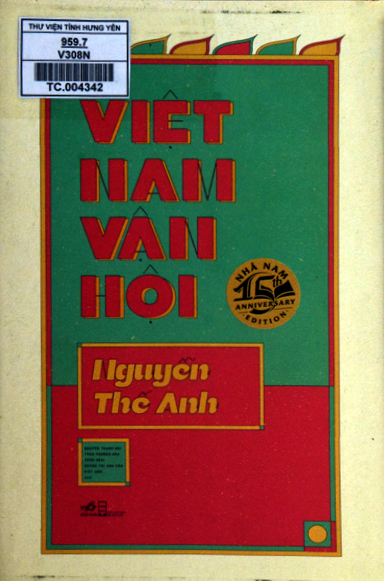 THƯ VIỆN TỈNH HƯNG YÊN
959.7
V308N
TC.004342
VIỆT
NAM
VẬN
HỘI
NHÃ NAM
15th
ANNIVERSARY
EDITION
Nguyễn
Thế Anh